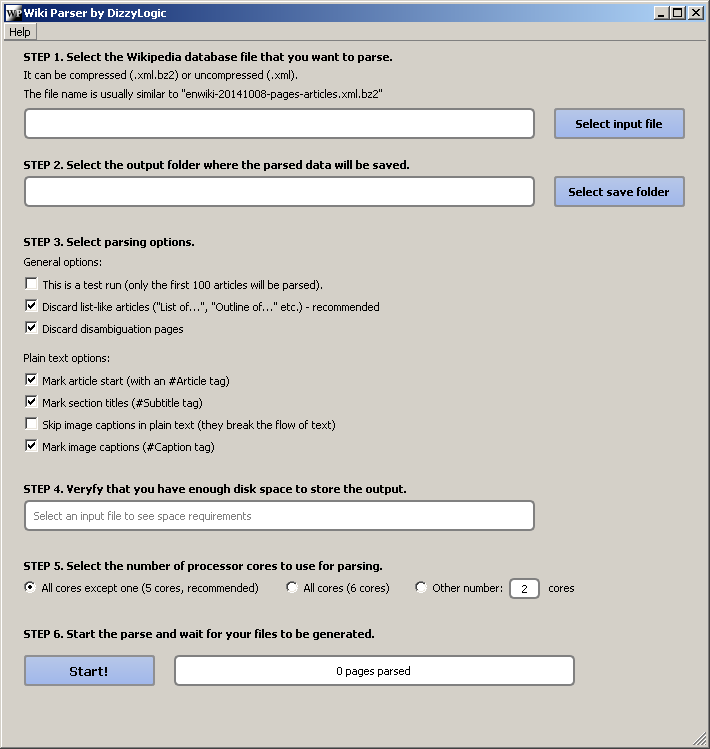 WP Wiki Parser by DizzyLogic
Help
STEP 1. Select the Wikipedia database file that you want to parse.
It can be compressed (.xml.bz2) or uncompressed (.xml).
The file name is usually similar to "enwiki-20141008-pages-articles.xml.bz2"
Select input file
STEP 2. Select the output folder where the parsed data will be saved.
Select save folder
STEP 3. Select parsing options.
General options:
This is a test run (only the first 100 articles will be parsed).
Discard list-like articles ("List of...", "Outline of..." etc.) - recommended
Discard disambiguation pages
Plain text options:
Mark article start (with an #Article tag)
Mark section titles (#Subtitle tag)
Skip image captions in plain text (they break the flow of text)
Mark image captions (#Caption tag)
STEP 4. Veryfy that you have enough disk space to store the output.
Select an input file to see space requirements
STEP 5. Select the number of processor cores to use for parsing.
All cores except one (5 cores, recommended) All cores (6 cores) Other number: 2 cores
STEP 6. Start the parse and wait for your files to be generated.
Start! 0 pages parsed